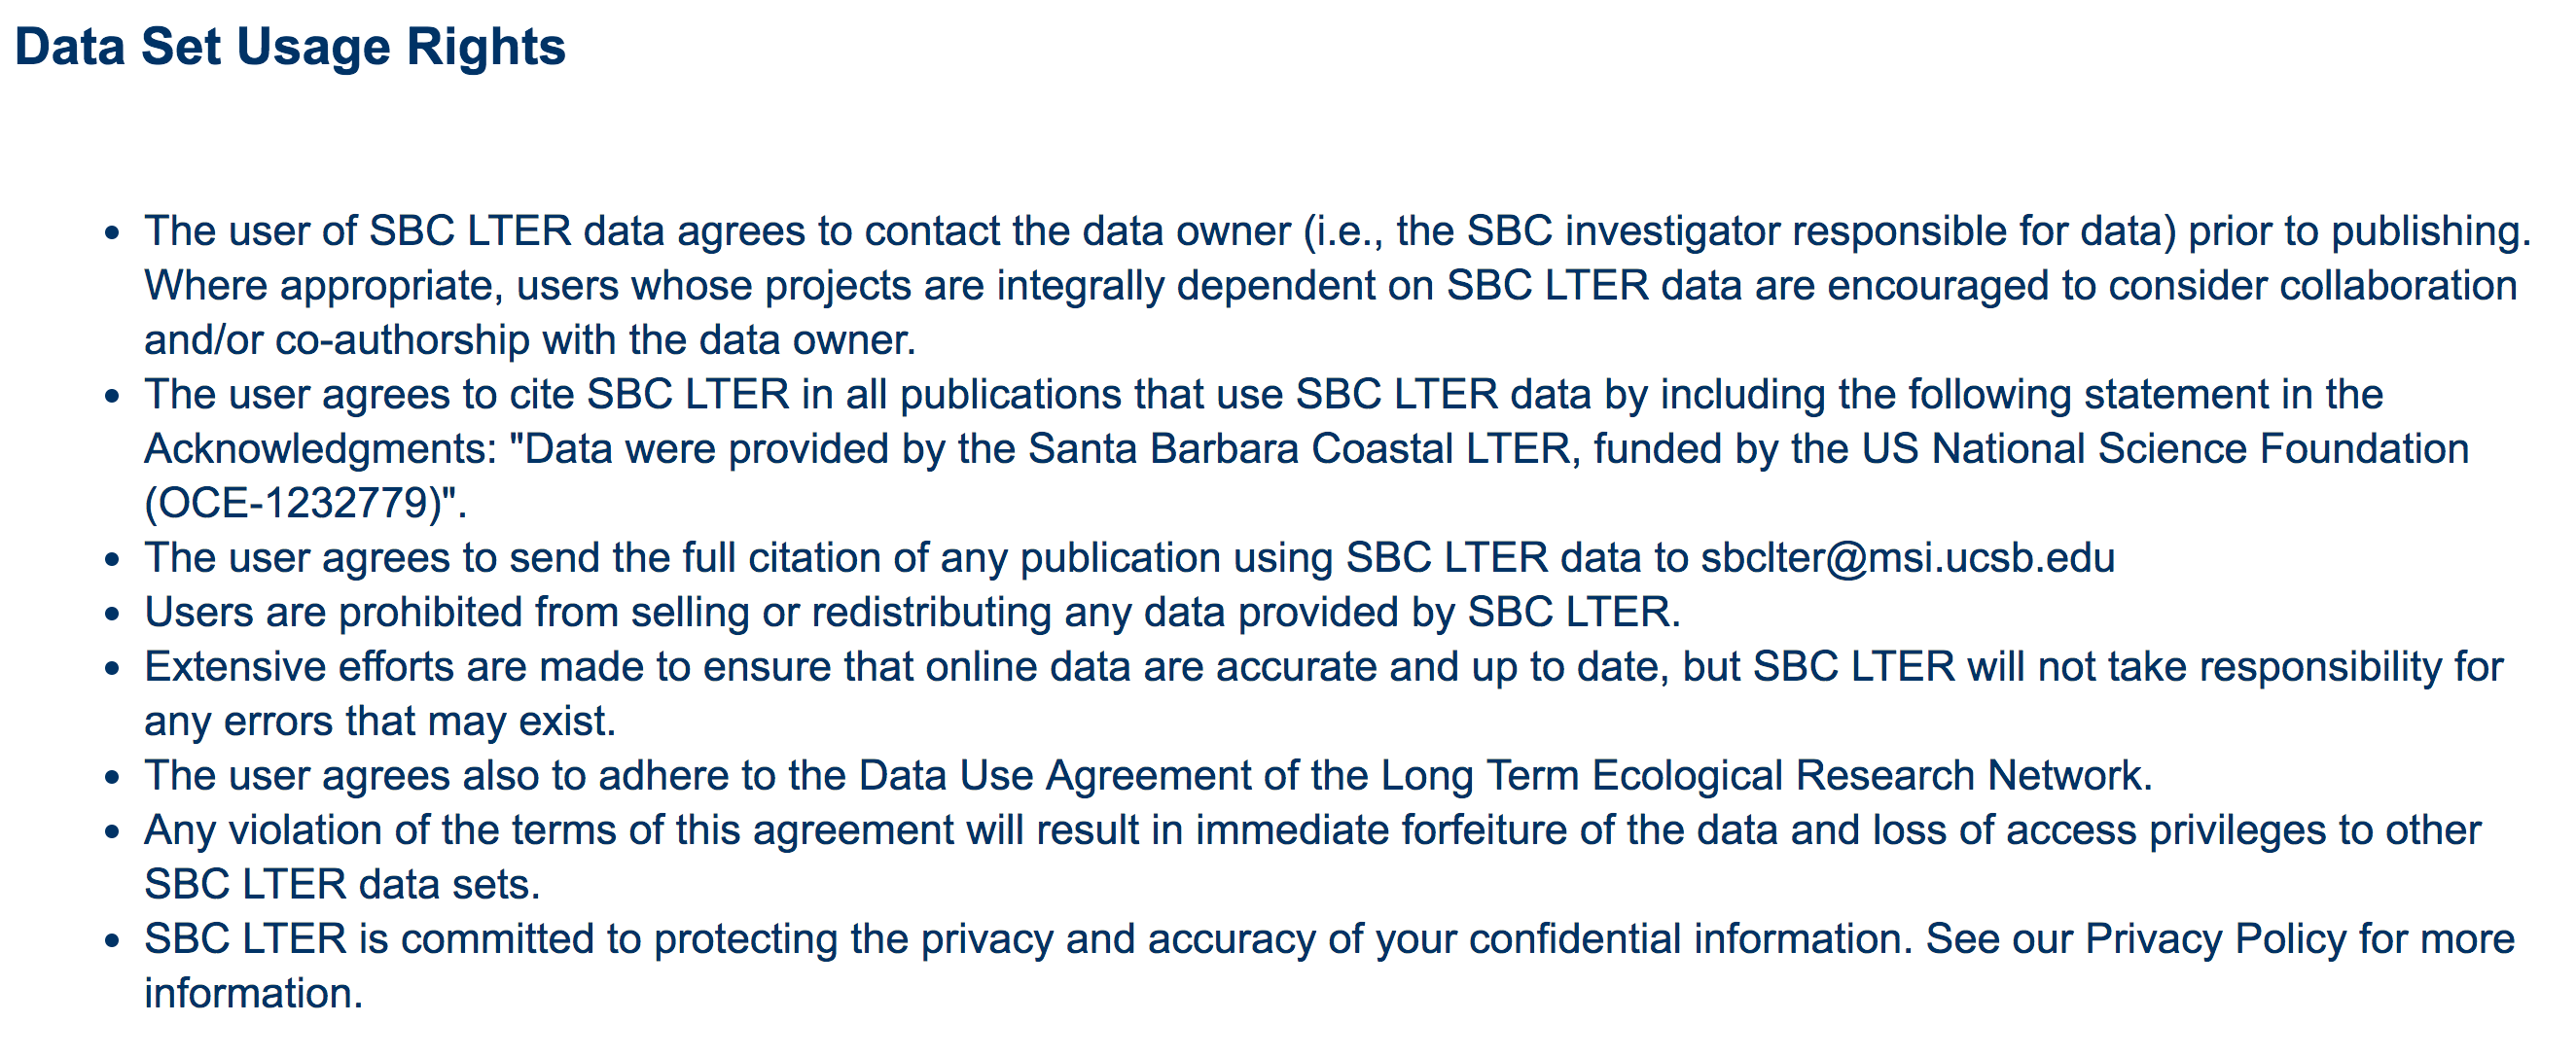 Data Set Usage Rights
• The user of SBC LTER data agrees to contact the data owner (i.e., the SBC investigator responsible for data) prior to publishing.
Where appropriate, users whose projects are integrally dependent on SBC LTER data are encouraged to consider collaboration
and/or co-authorship with the data owner.
• The user agrees to cite SBC LTER in all publications that use SBC LTER data by including the following statement in the
Acknowledgments: "Data were provided by the Santa Barbara Coastal LTER, funded by the US National Science Foundation
(OCE-1232779)".
• The user agrees to send the full citation of any publication using SBC LTER data to sbclter@msi.ucsb.edu
• Users are prohibited from selling or redistributing any data provided by SBC LTER.
• Extensive efforts are made to ensure that online data are accurate and up to date, but SBC LTER will not take responsibility for
any errors that may exist.
• The user agrees also to adhere to the Data Use Agreement of the Long Term Ecological Research Network.
• Any violation of the terms of this agreement will result in immediate forfeiture of the data and loss of access privileges to other
SBC LTER data sets.
• SBC LTER is committed to protecting the privacy and accuracy of your confidential information. See our Privacy Policy for more
information.